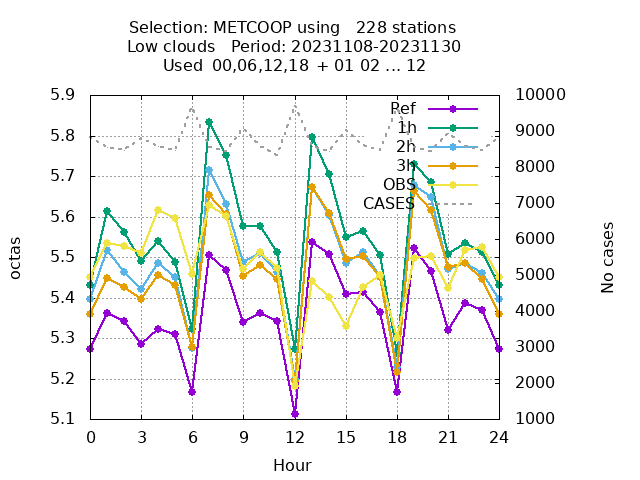 Selection: METCOOP using   228 stations
Low clouds   Period: 20231108-20231130
Used  00,06,12,18  + 01 02 ... 12
5.9
5.8
5.7
5.6
5.5
5.4
5.3
5.2
5.1
octas
10000
9000
8000
7000
6000
5000
4000
3000
2000
1000
No cases
Ref
1h
2h
3h
OBS
CASES
0 3 6 9 12 15 18 21 24
Hour